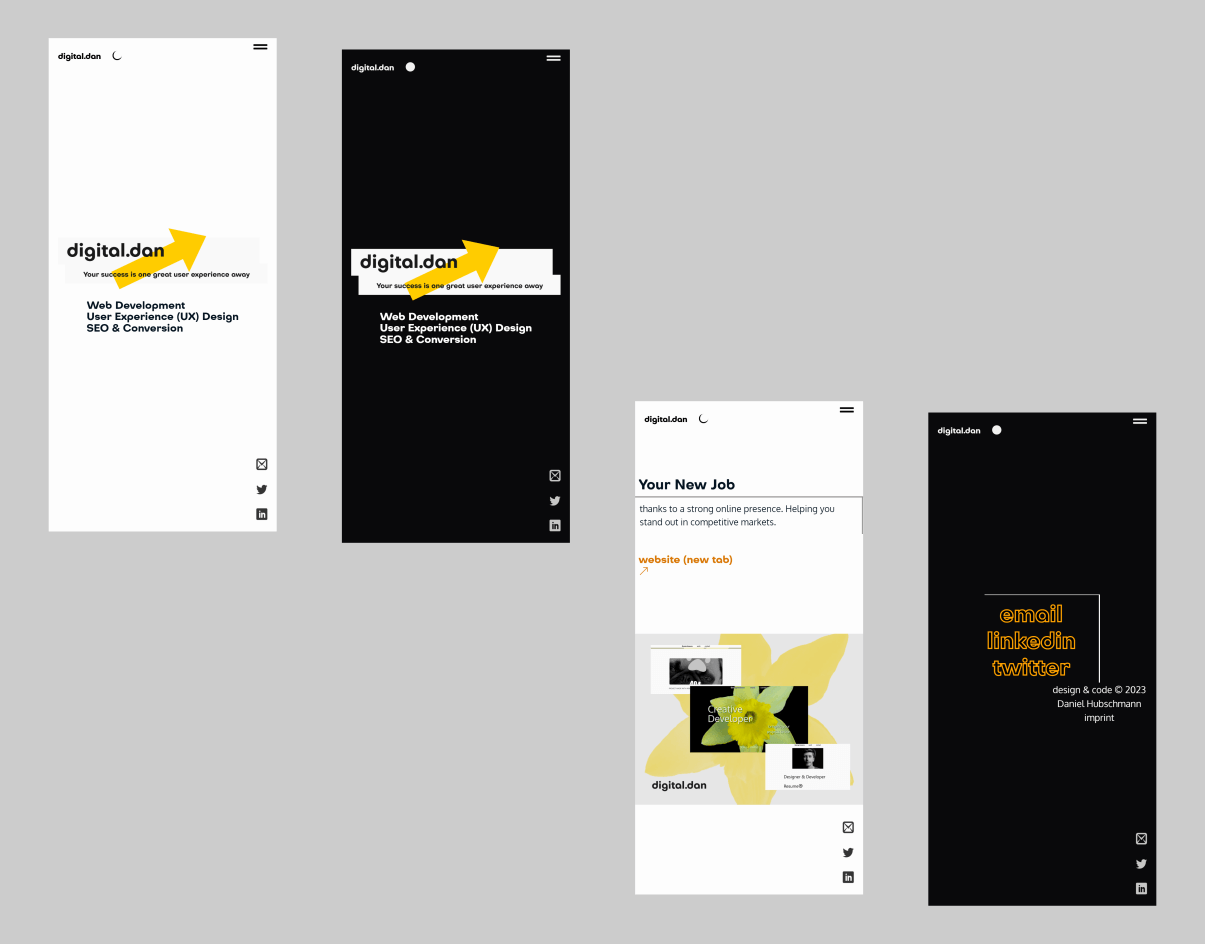 digital.dan
digital.dan
Your success is one great user experience away
Web Development
User Experience (UX) Design
SEO & Conversion
digital.dan
digital.dan
Your success is one great user experience away
Web Development
User Experience (UX) Design
SEO & Conversion
digital.dan
Your New Job
thanks to a strong online presence. Helping you
stand out in competitive markets.
website (new tab)
Creative
Developer
Designer & Developer
Resume
digital.dan
digital.dan
email
linkedin
twitter
design & code © 2023
Daniel Hubschmann
imprint